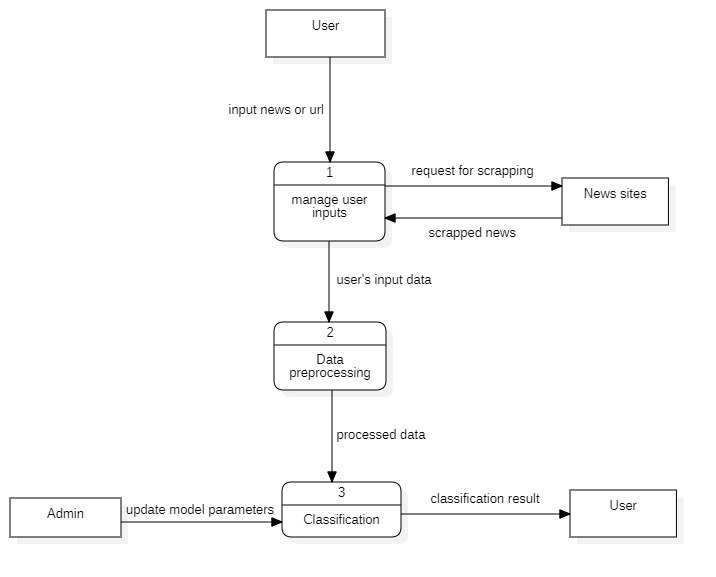 User
input news or url
1
request for scrapping
manage user
inputs
News sites
scrapped news
user's input data
2
Data
preprocessing
processed data
3
Classification
classification result
User
Admin
update model parameters